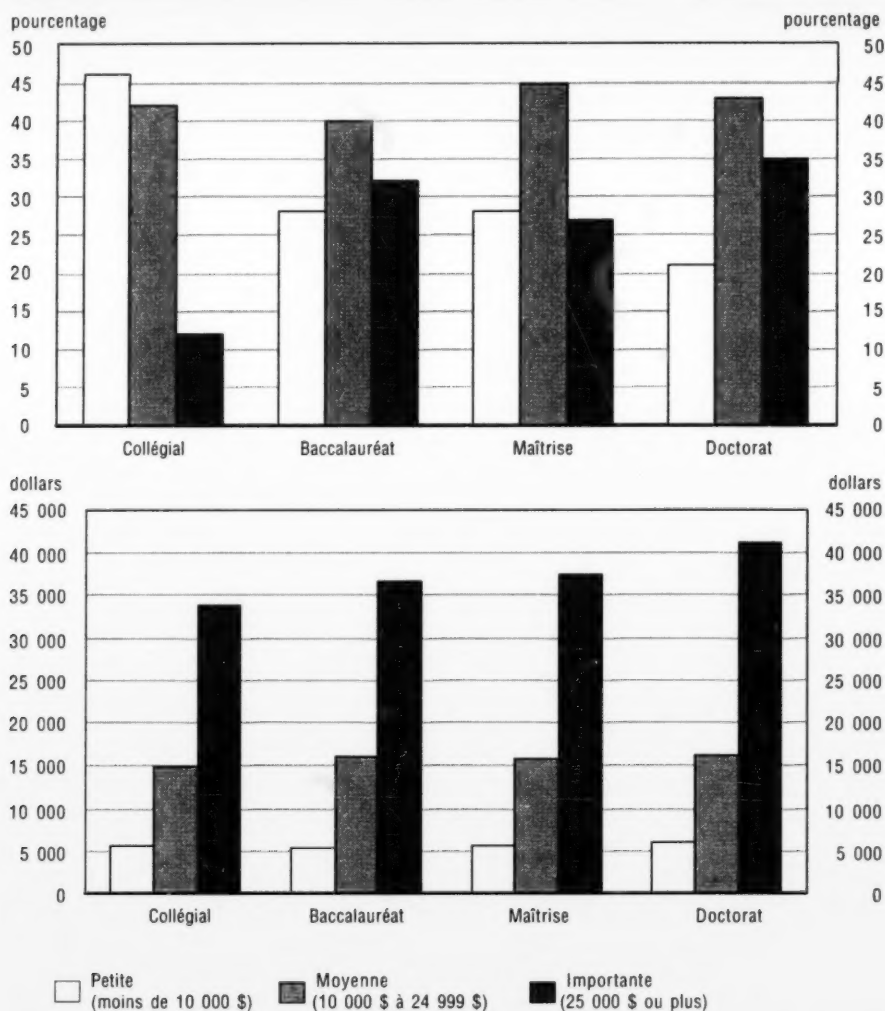 pourcentage pourcentage
50 50
45 45
40 40
35 35
30 30
25 25
20 20
15 15
10 10
5 5
0 0
Collégial Baccalauréat Maîtrise Doctorat
dollars dollars
45 000 45 000
40 000 40 000
35 000 35 000
30 000 30 000
25 000 25 000
20 000 20 000
15 000 15 000
10 000 10 000
5 000 5 000
0 0
Collégial Baccalauréat Maîtrise Doctorat
Petite Moyenne Importante
(moins de 10 000 $) (10 000 $ à 24 999 $) (25 000 $ ou plus)